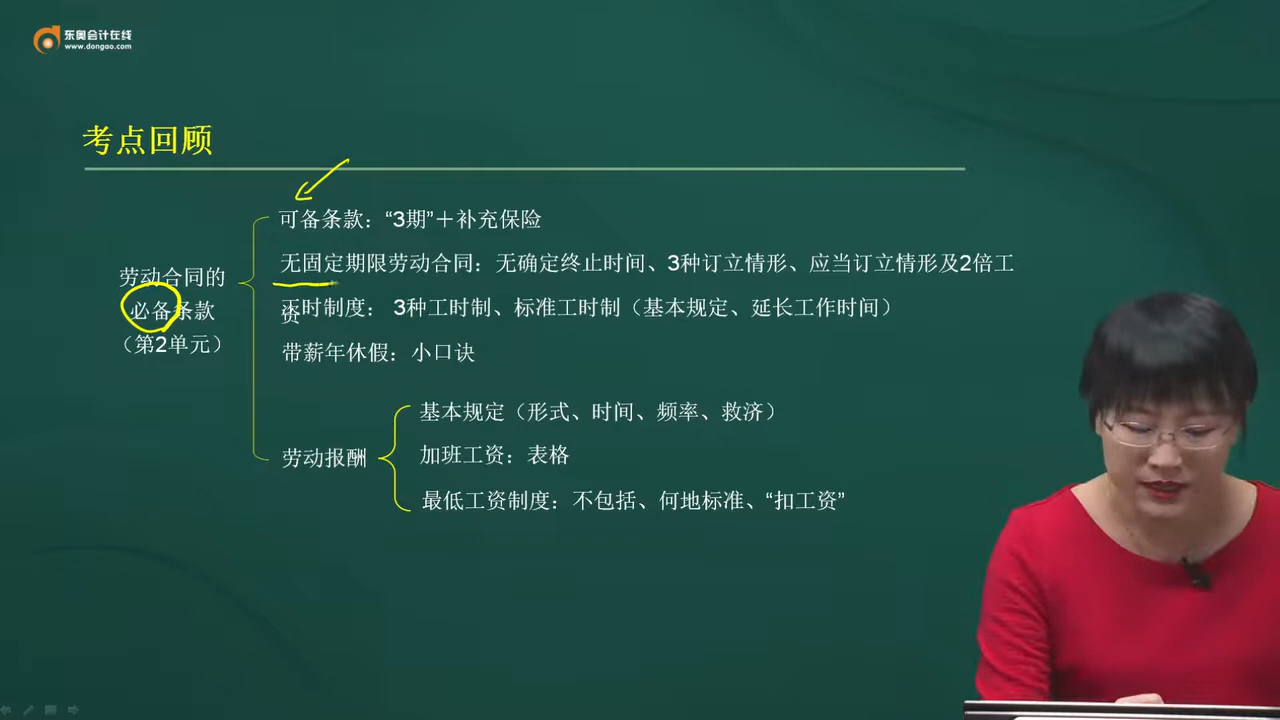 东奥会计在线
www.dongao.com
考点回顾
劳动合同的
必备条款
（第2单元）
可备条款：“3期”＋补充保险
无固定期限劳动合同：无确定终止时间、3种订立情形、应当订立情形及2倍工
资
工时制度： 3种工时制、标准工时制（基本规定、延长工作时间）
带薪年休假：小口诀
劳动报酬
基本规定（形式、时间、频率、救济）
加班工资：表格
最低工资制度：不包括、何地标准、“扣工资”